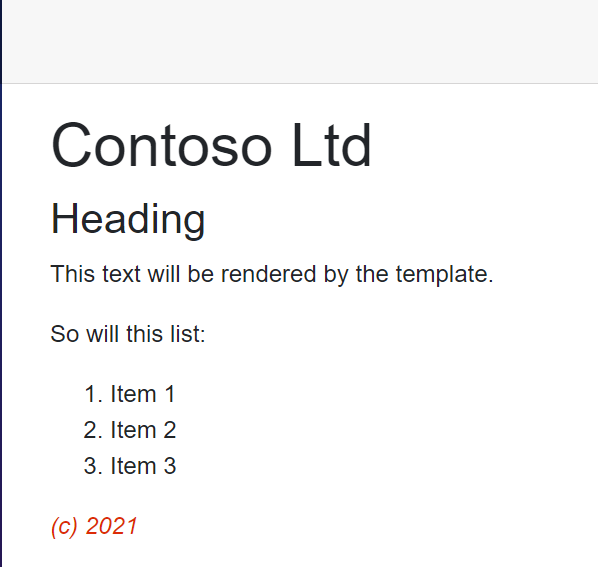 Contoso Ltd
Heading
This text will be rendered by the template.
So will this list:
1. Item 1
2. Item 2
3. Item 3
(c) 2021